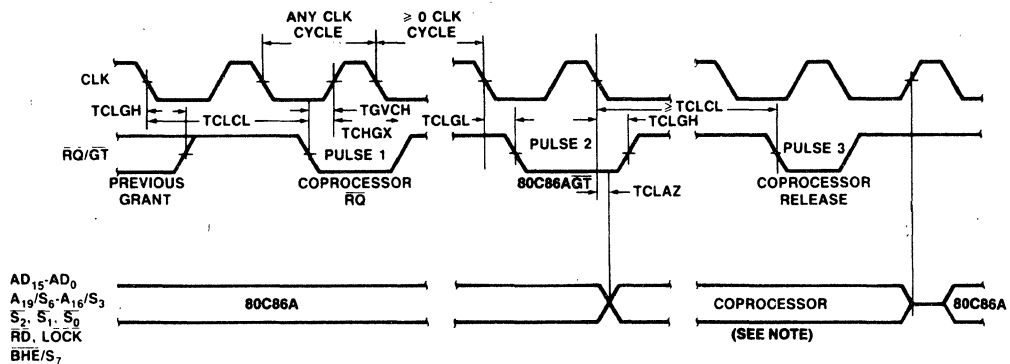 ANY CLK
CYCLE
≥ 0 CLK
CYCLE
CLK
TCLGH
TCLCL
TGVCH
TCHGX
TCLGL
TCLGH
≥ TCLCL
RQ/GT
PREVIOUS
GRANT
PULSE 1
COPROCESSOR
RQ
PULSE 2
80C86AGT
TCLAZ
PULSE 3
COPROCESSOR
RELEASE
AD15-AD0
A19/S6-A16/S3
S2, S1, S0
RD, LOCK
BHE/S7
80C86A
COPROCESSOR
(SEE NOTE)
80C86A